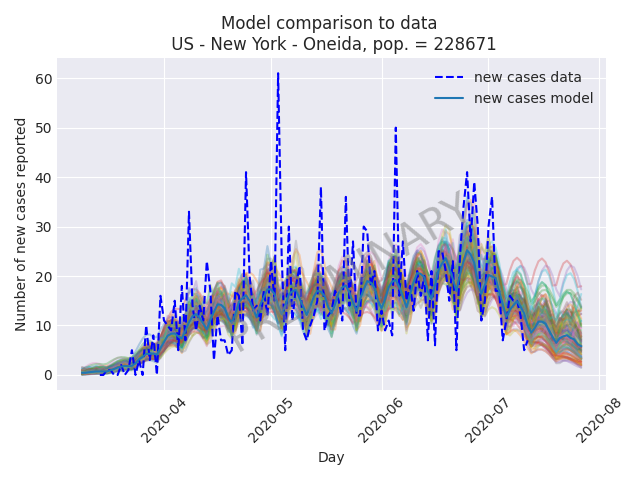 Model comparison to data
US - New York - Oneida, pop. = 228671
new cases data
new cases model
Number of new cases reported
60
50
40
30
20
10
0
PRELIMINARY
2020-04
2020-05
2020-06
2020-07
2020-08
Day